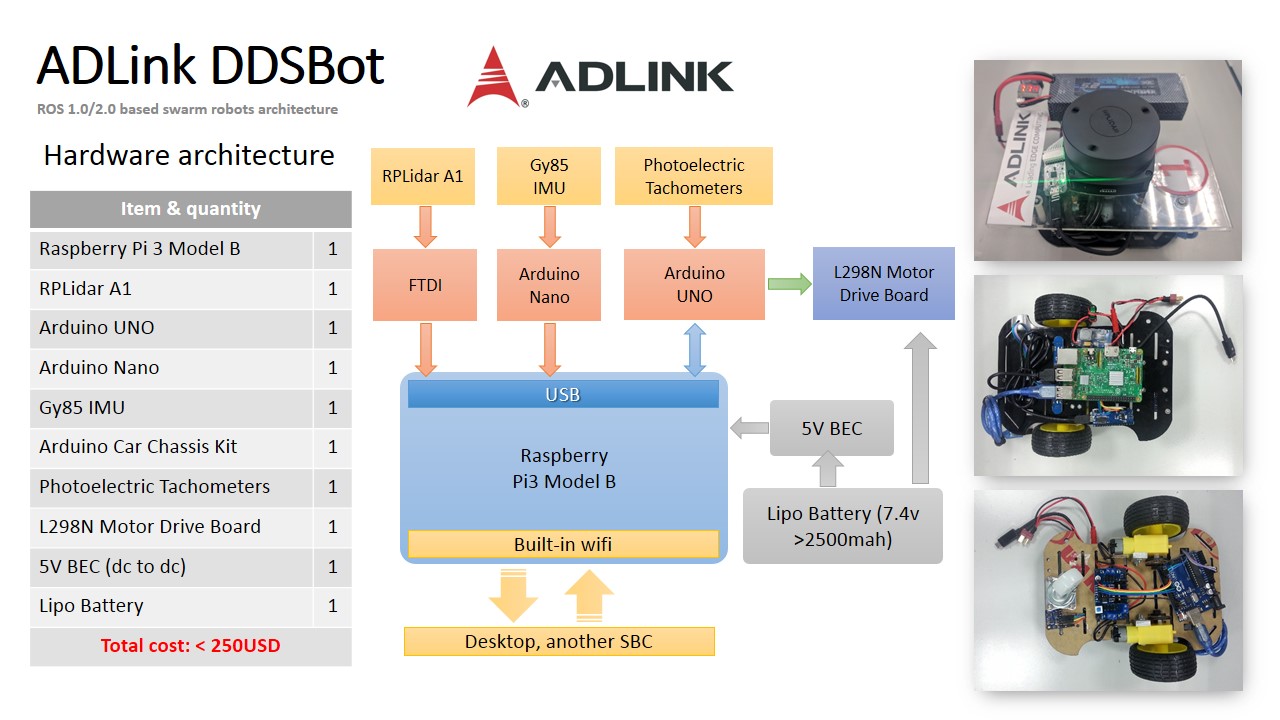 ADLink DDSBot
ROS 1.0/2.0 based swarm robots architecture
ADLINK
®
Hardware architecture
Item & quantity
Raspberry Pi 3 Model B 1
RPLidar A1 1
Arduino UNO 1
Arduino Nano 1
Gy85 IMU 1
Arduino Car Chassis Kit 1
Photoelectric Tachometers 1
L298N Motor Drive Board 1
5V BEC (dc to dc) 1
Lipo Battery 1
Total cost: < 250USD
RPLidar A1
Gy85
IMU
Photoelectric
Tachometers
FTDI
Arduino
Nano
Arduino
UNO
L298N Motor
Drive Board
USB
Raspberry
Pi3 Model B
Built-in wifi
5V BEC
Lipo Battery (7.4v
>2500mah)
Desktop, another SBC
ADLINK
Leading EDGE COMPUTING
1